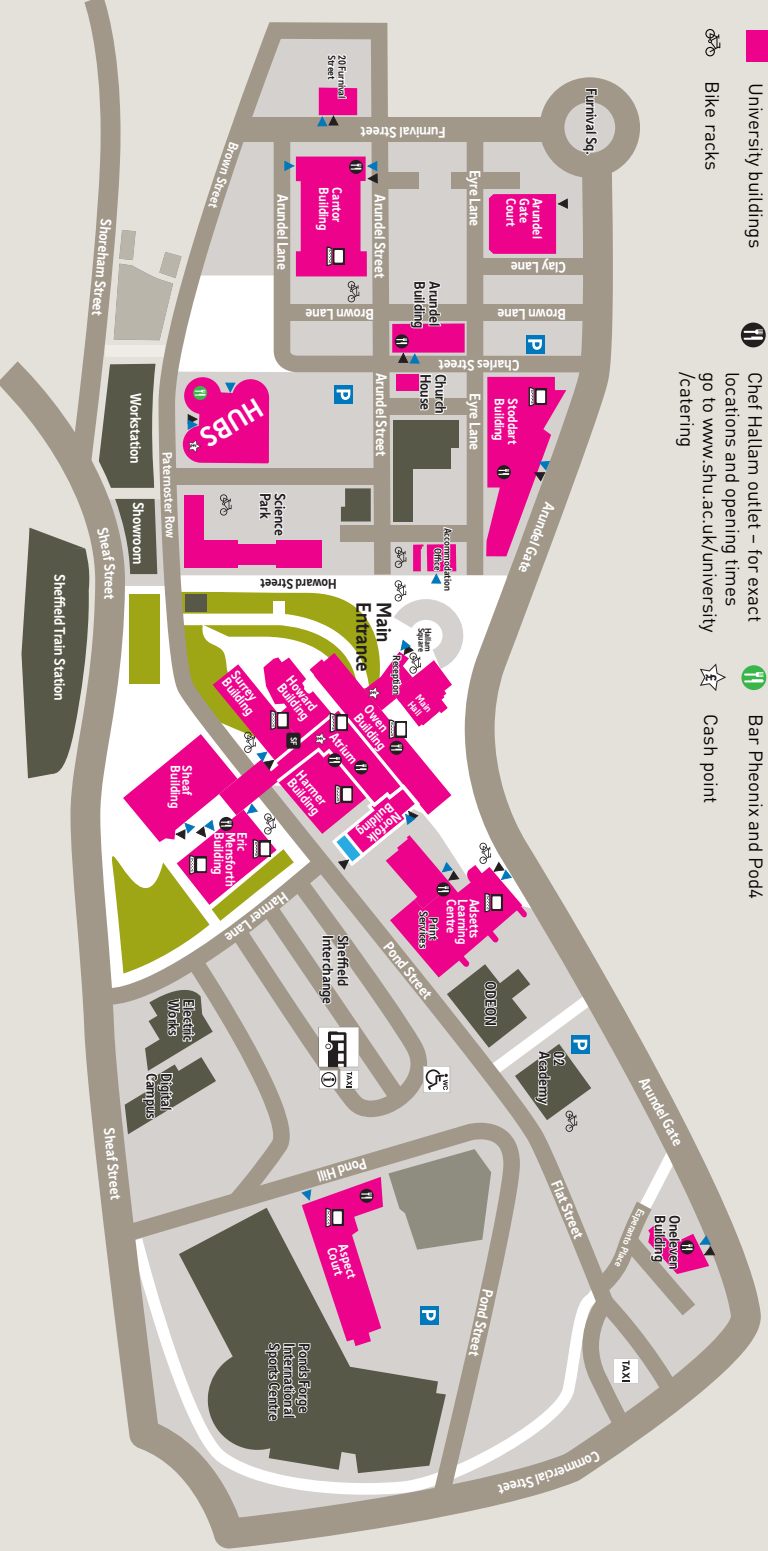 University buildings
Bike racks
Chef Hallam outlet – for exact
locations and opening times
go to www.shu.ac.uk/university
/catering
Bar Pheonix and Pod4
£
Cash point
Furnival Sq.
20 Furnival
Street
Furnival Street
Brown Street
Shoreham Street
Cantor
Building
Arundel Lane
Arundel Street
Eyre Lane
Arundel
Gate
Court
Clay Lane
Brown Lane
Brown Lane
Arundel
Building
P
Charles Street
Church
House
P
Arundel Street
Eyre Lane
Stoddart
Building
Arundel Gate
HUBS
£
Workstation
Paternoster Row
Showroom
Science
Park
Sheaf Street
Sheffield Train Station
Howard Street
Accommodation
Office
Main
Entrance
Hallam
Square
Reception
Main
Hall
£
Owen
Building
Howard
Building
Surrey
Building
SF
£
Atrium
Harmer
Building
Norfolk
Building
Sheaf
Building
Eric
Mensforth
Building
Harmer Lane
Adsetts
Learning
Centre
Print
Services
Pond Street
Sheffield
Interchange
ODEON
Electric
Works
Digital
Campus
TAXI
i
WC
P
O2
Academy
Arundel Gate
Sheaf Street
Pond Hill
Flat Street
Esperanto Place
Oneleven
Building
Aspect
Court
P
Pond Street
TAXI
Ponds Forge
International
Sports Centre
Commercial Street